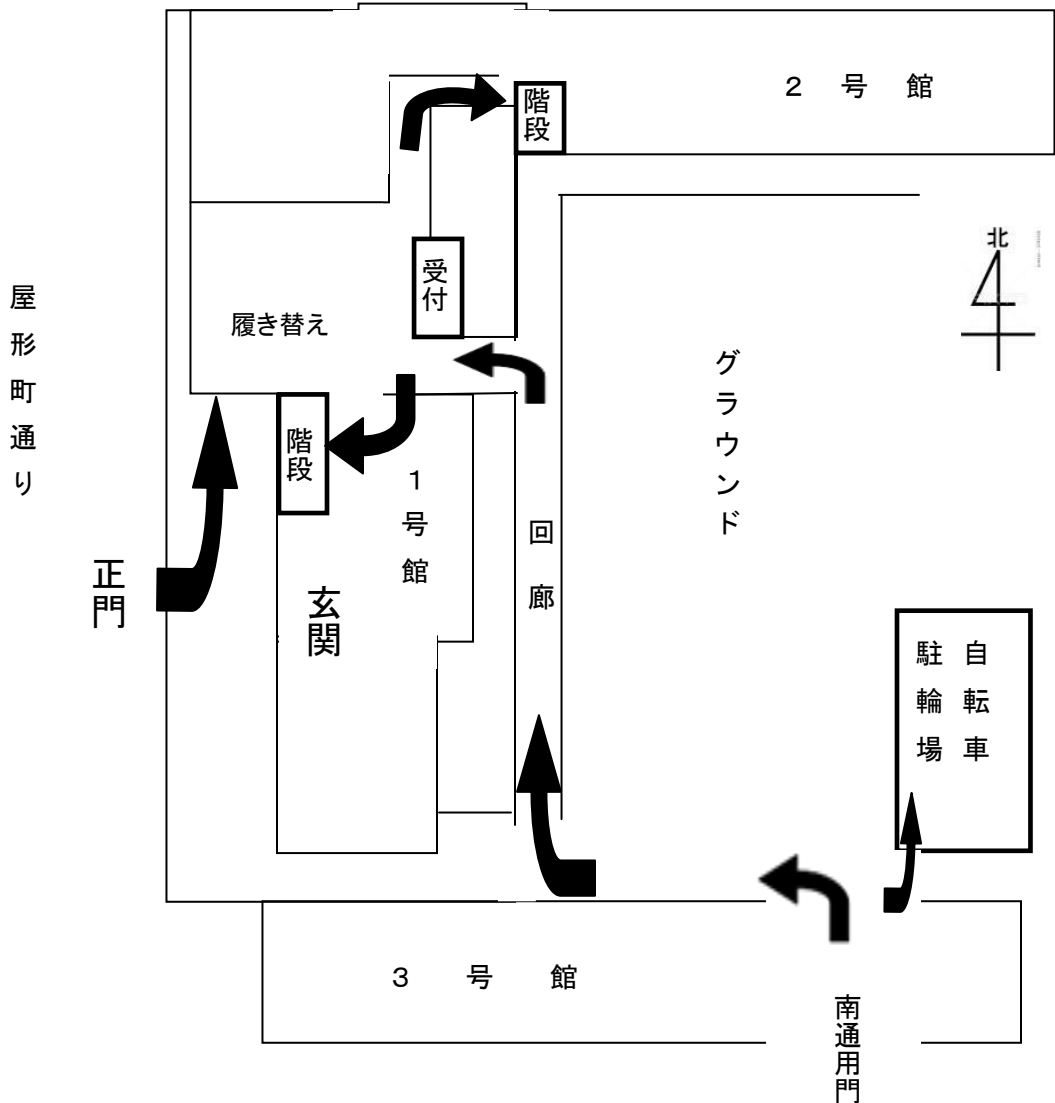 2号館
階段
北
受付
履き替え
屋形町通り
グラウンド
階段
1号館
回廊
正門
玄関
自転車
駐輪場
3号館
南通用門